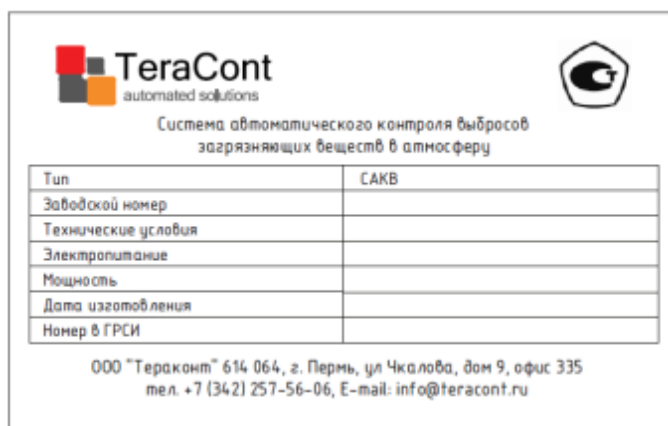 TeraCont
automated solutions
Система автоматического контроля выбросов
загрязняющих веществ в атмосферу
Тип САКВ
Заводской номер
Технические условия
Электропитание
Мощность
Дата изготовления
Номер в ГРСИ
ООО "Тераконт" 614 064, г. Пермь, ул Чкалова, дом 9, офис 335
тел. +7 (342) 257-56-06, E-mail: info@teracont.ru